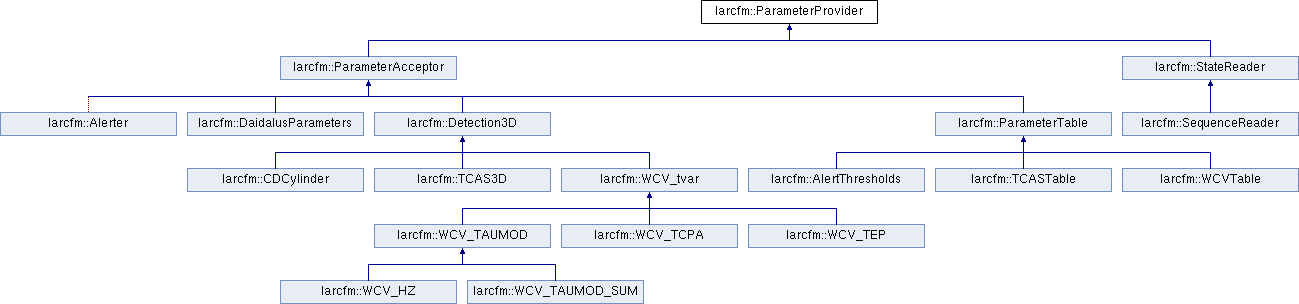 larcfm::ParameterProvider
larcfm::ParameterAcceptor
larcfm::StateReader
larcfm::Alerter
larcfm::DaidalusParameters
larcfm::Detection3D
larcfm::ParameterTable
larcfm::SequenceReader
larcfm::CDCylinder
larcfm::TCAS3D
larcfm::WCV_tvar
larcfm::AlertThresholds
larcfm::TCASTable
larcfm::WCVTable
larcfm::WCV_TAUMOD
larcfm::WCV_TCPA
larcfm::WCV_TEP
larcfm::WCV_HZ
larcfm::WCV_TAUMOD_SUM